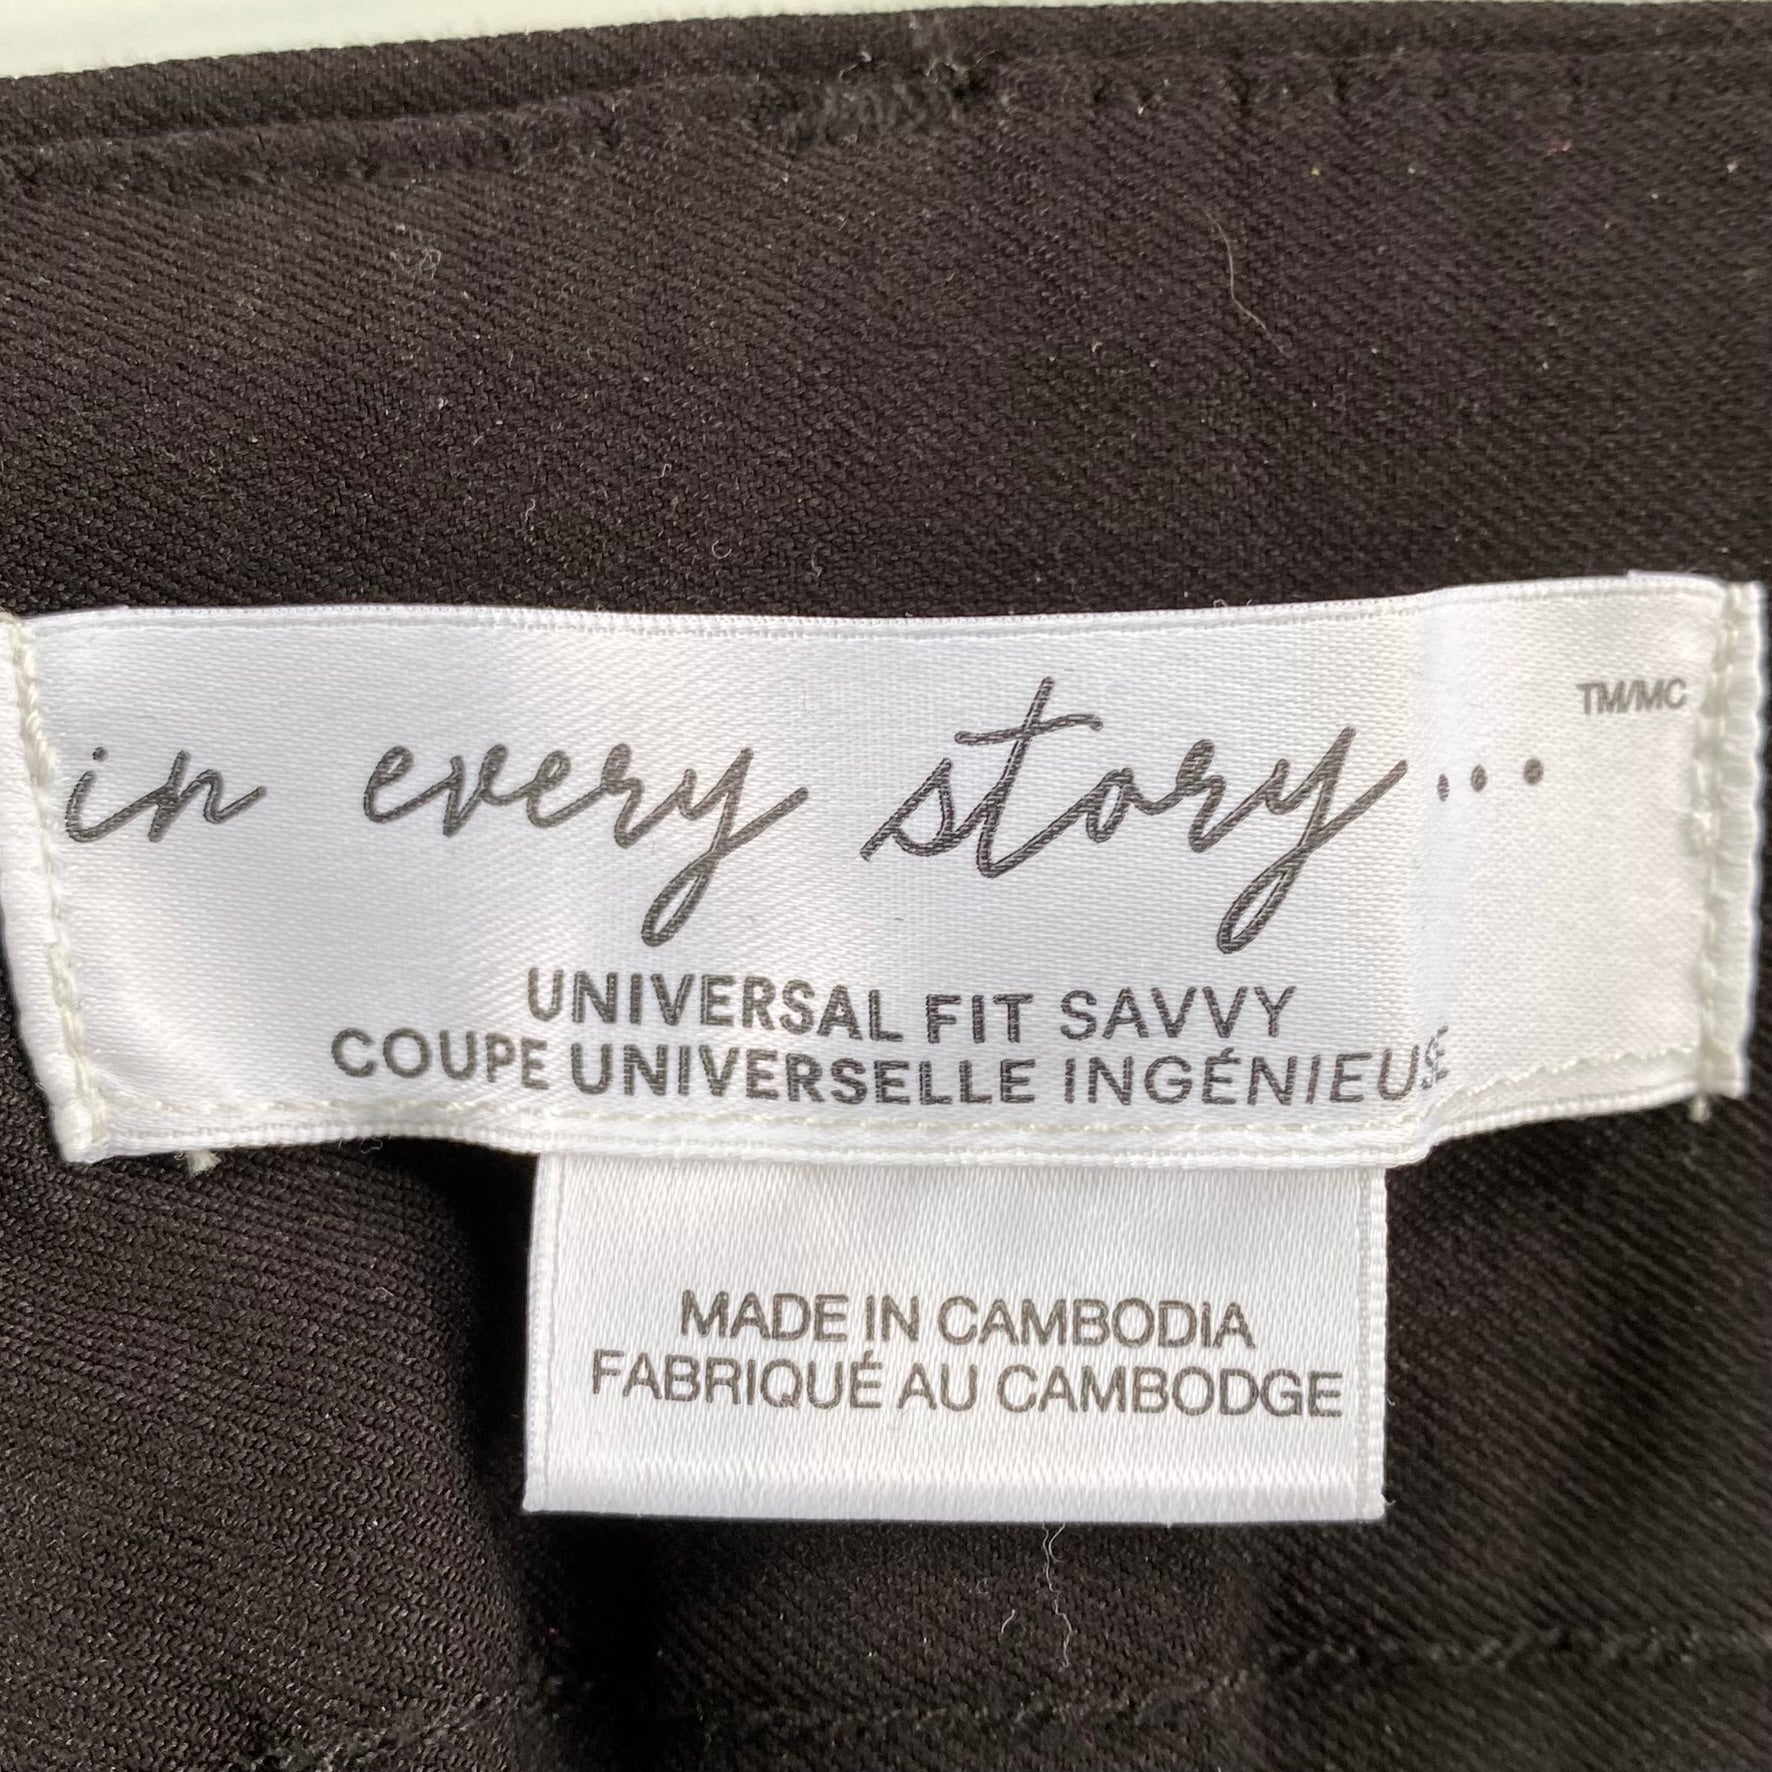 in every story... TM/MC
UNIVERSAL FIT SAVVY
COUPE UNIVERSELLE INGÉNIEUSE
MADE IN CAMBODIA
FABRIQUÉ AU CAMBODGE